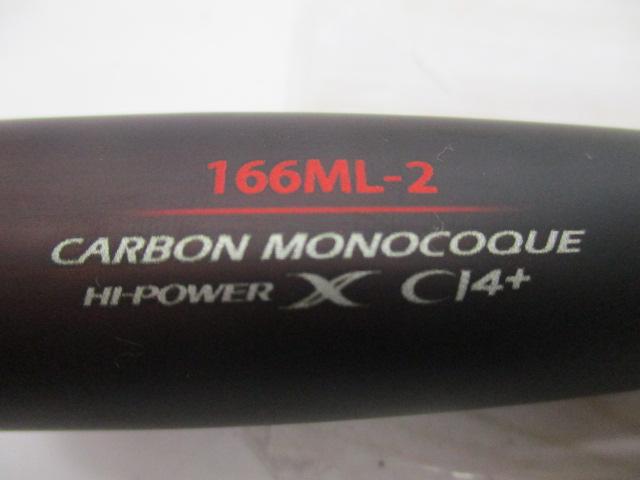 166ML-2
CARBON MONOCOQUE
HI-POWER X CI4+